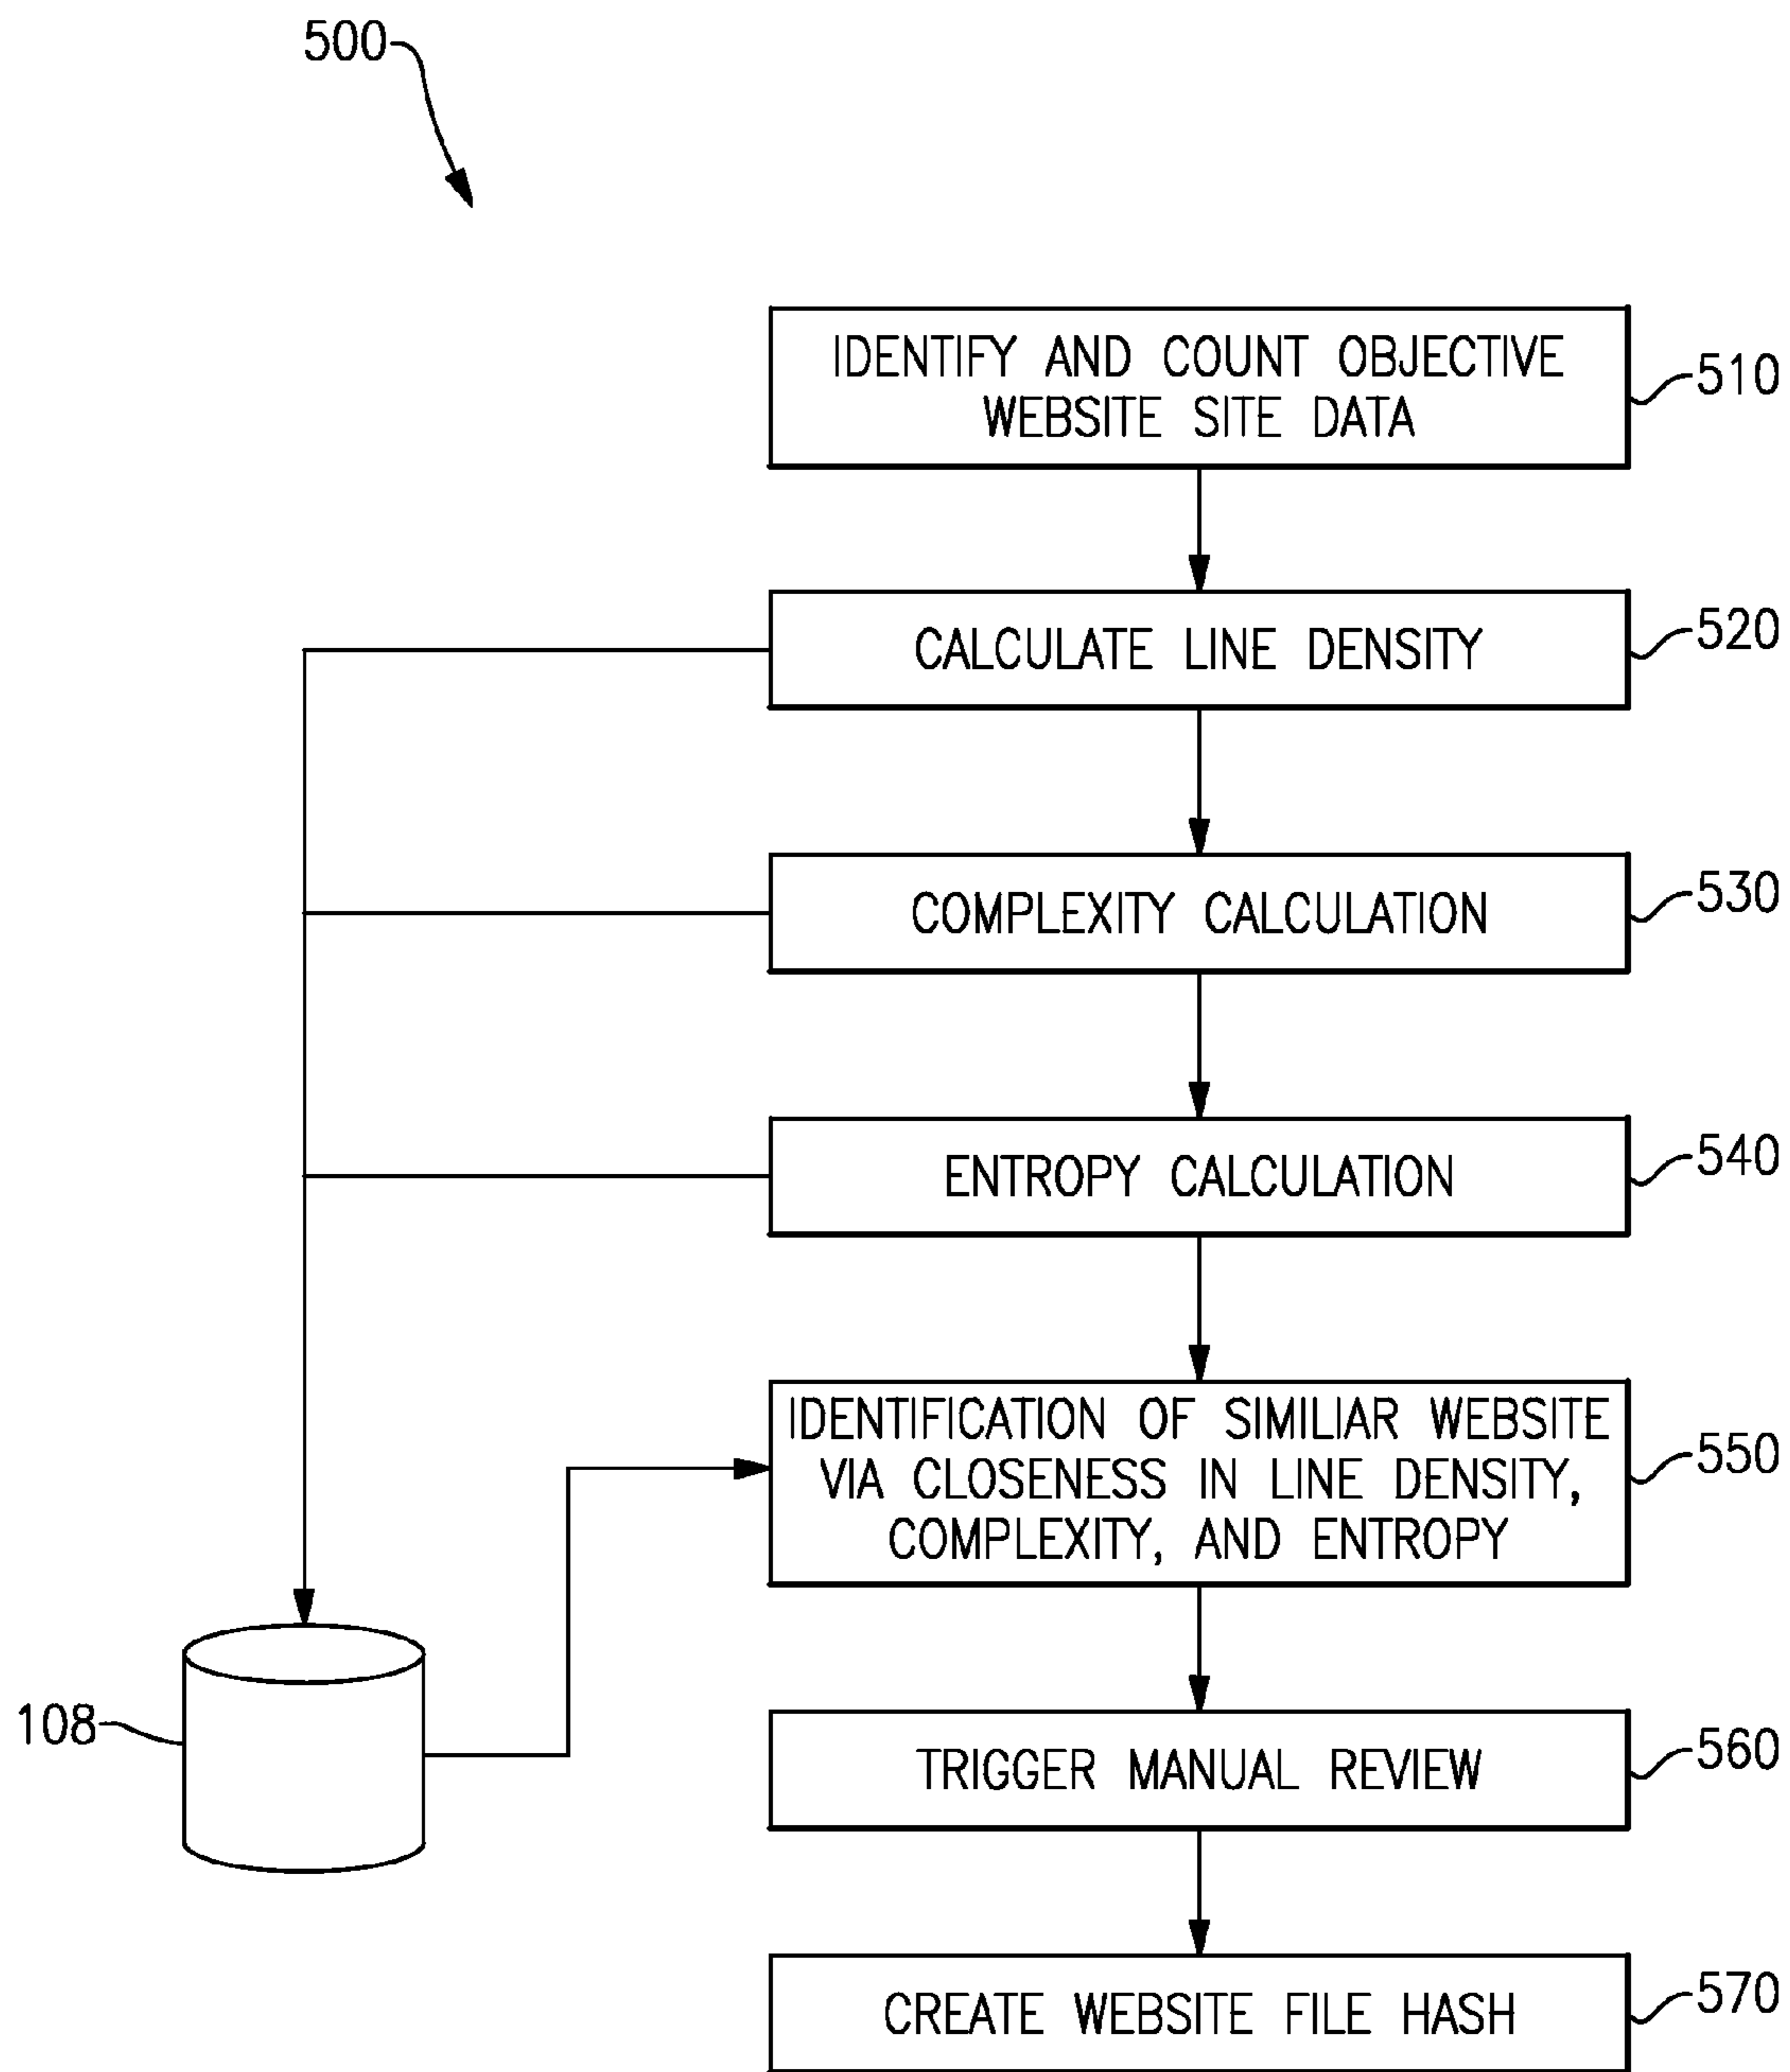 500
IDENTIFY AND COUNT OBJECTIVE
WEBSITE SITE DATA
510
CALCULATE LINE DENSITY
520
COMPLEXITY CALCULATION
530
ENTROPY CALCULATION
540
IDENTIFICATION OF SIMILIAR WEBSITE
VIA CLOSENESS IN LINE DENSITY,
COMPLEXITY, AND ENTROPY
550
108
TRIGGER MANUAL REVIEW
560
CREATE WEBSITE FILE HASH
570